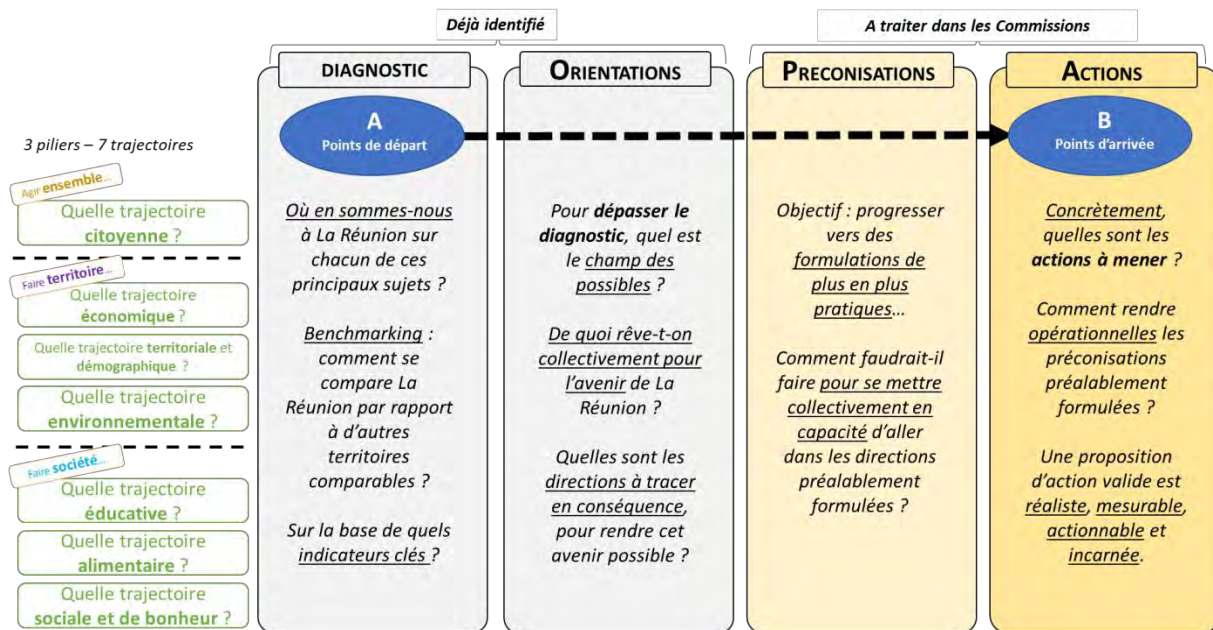 Déjà identifié
A traiter dans les Commissions
DIAGNOSTIC
ORIENTATIONS
PRECONISATIONS
ACTIONS
A
Points de départ
B
Points d'arrivée
3 piliers – 7 trajectoires
Agir ensemble...
Quelle trajectoire
citoyenne ?
Faire territoire...
Quelle trajectoire
économique ?
Quelle trajectoire territoriale et
démographique ?
Quelle trajectoire
environnementale ?
Faire société...
Quelle trajectoire
éducative ?
Quelle trajectoire
alimentaire ?
Quelle trajectoire
sociale et de bonheur ?
Où en sommes-nous
à La Réunion sur
chacun de ces
principaux sujets ?
Benchmarking :
comment se
compare La
Réunion par rapport
à d'autres
territoires
comparables ?
Sur la base de quels
indicateurs clés ?
Pour dépasser le
diagnostic, quel est
le champ des
possibles ?
De quoi rêve-t-on
collectivement pour
l'avenir de La
Réunion ?
Quelles sont les
directions à tracer
en conséquence,
pour rendre cet
avenir possible ?
Objectif : progresser
vers des
formulations de
plus en plus
pratiques...
Comment faudrait-il
faire pour se mettre
collectivement en
capacité d'aller
dans les directions
préalablement
formulées ?
Concrètement,
quelles sont les
actions à mener ?
Comment rendre
opérationnelles les
préconisations
préalablement
formulées ?
Une proposition
d'action valide est
réaliste, mesurable,
actionnable et
incarnée.